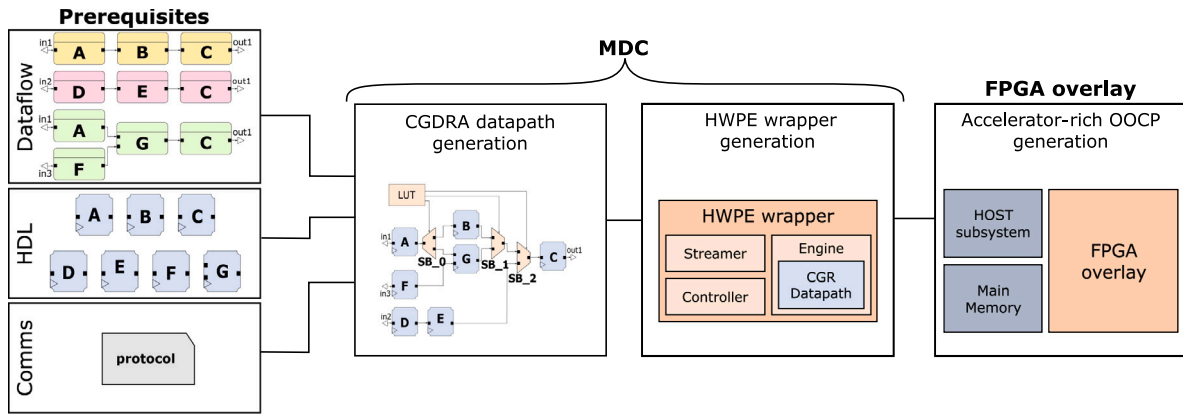 Prerequisites
Dataflow
in1 A B C out1
in2 D E C out1
in1 A G C out1
in3 F
HDL
A B C
D E F G
Comms
protocol
MDC
CGDRA datapath
generation
LUT
in1 A B
SB_0 G SB_1 C out1
SB_2
F
in3
in2 D E
HWPE wrapper
generation
HWPE wrapper
Streamer
Controller
Engine
CGR
Datapath
FPGA overlay
Accelerator-rich OOCP
generation
HOST
subsystem
Main
Memory
FPGA
overlay